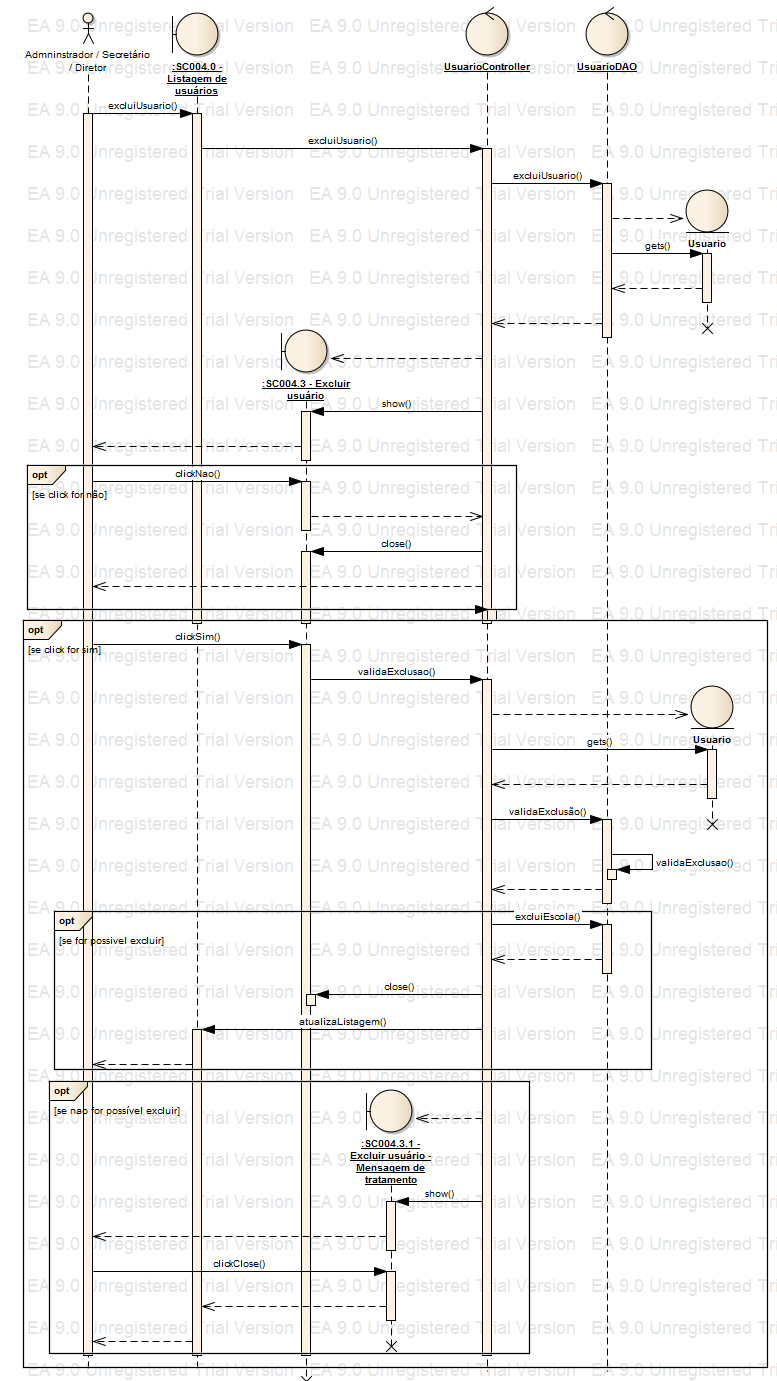 Admninstrador / Secretário
/ Diretor
:SC004.0 -
Listagem de
usuários
UsuarioController
UsuarioDAO
excluiUsuario()
excluiUsuario()
excluiUsuario()
Usuario
gets()
:SC004.3 - Excluir
usuário
show()
opt
[se click for não]
clickNao()
close()
opt
[se click for sim]
clickSim()
validaExclusao()
Usuario
gets()
validaExclusão()
validaExclusao()
opt
[se for possivel excluir]
excluiEscola()
close()
atualizaListagem()
opt
[se nao for possível excluir]
:SC004.3.1 -
Excluir usuário -
Mensagem de
tratamento
show()
clickClose()
EA 9.0 Unregistered Trial Version